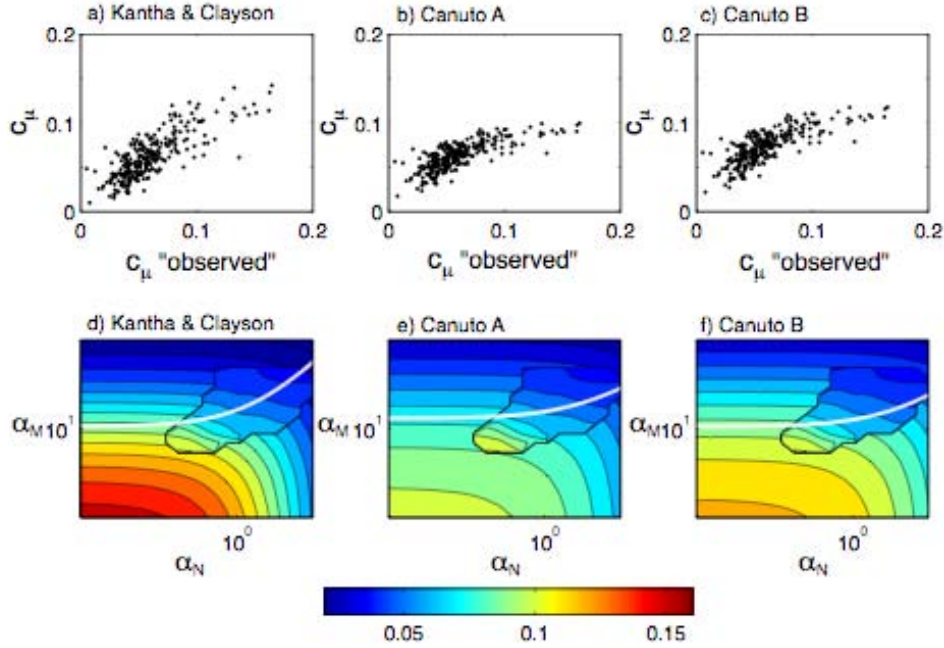 a) Kantha & Clayson
b) Canuto A
c) Canuto B
0.2
0.2
0.2
cμ
cμ
cμ
0.1
0.1
0.1
0
0
0
0
0.1
0.2
0
0.1
0.2
0
0.1
0.2
cμ "observed"
cμ "observed"
cμ "observed"
d) Kantha & Clayson
e) Canuto A
f) Canuto B
αM 10¹
αM 10¹
αM 10¹
10⁰
10⁰
10⁰
αN
αN
αN
0.05
0.1
0.15